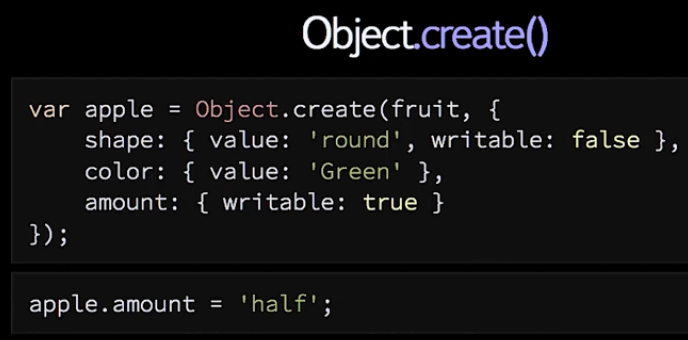 Object.create()
var apple = Object.create(fruit, {
    shape: { value: 'round', writable: false },
    color: { value: 'Green' },
    amount: { writable: true }
});
apple.amount = 'half';